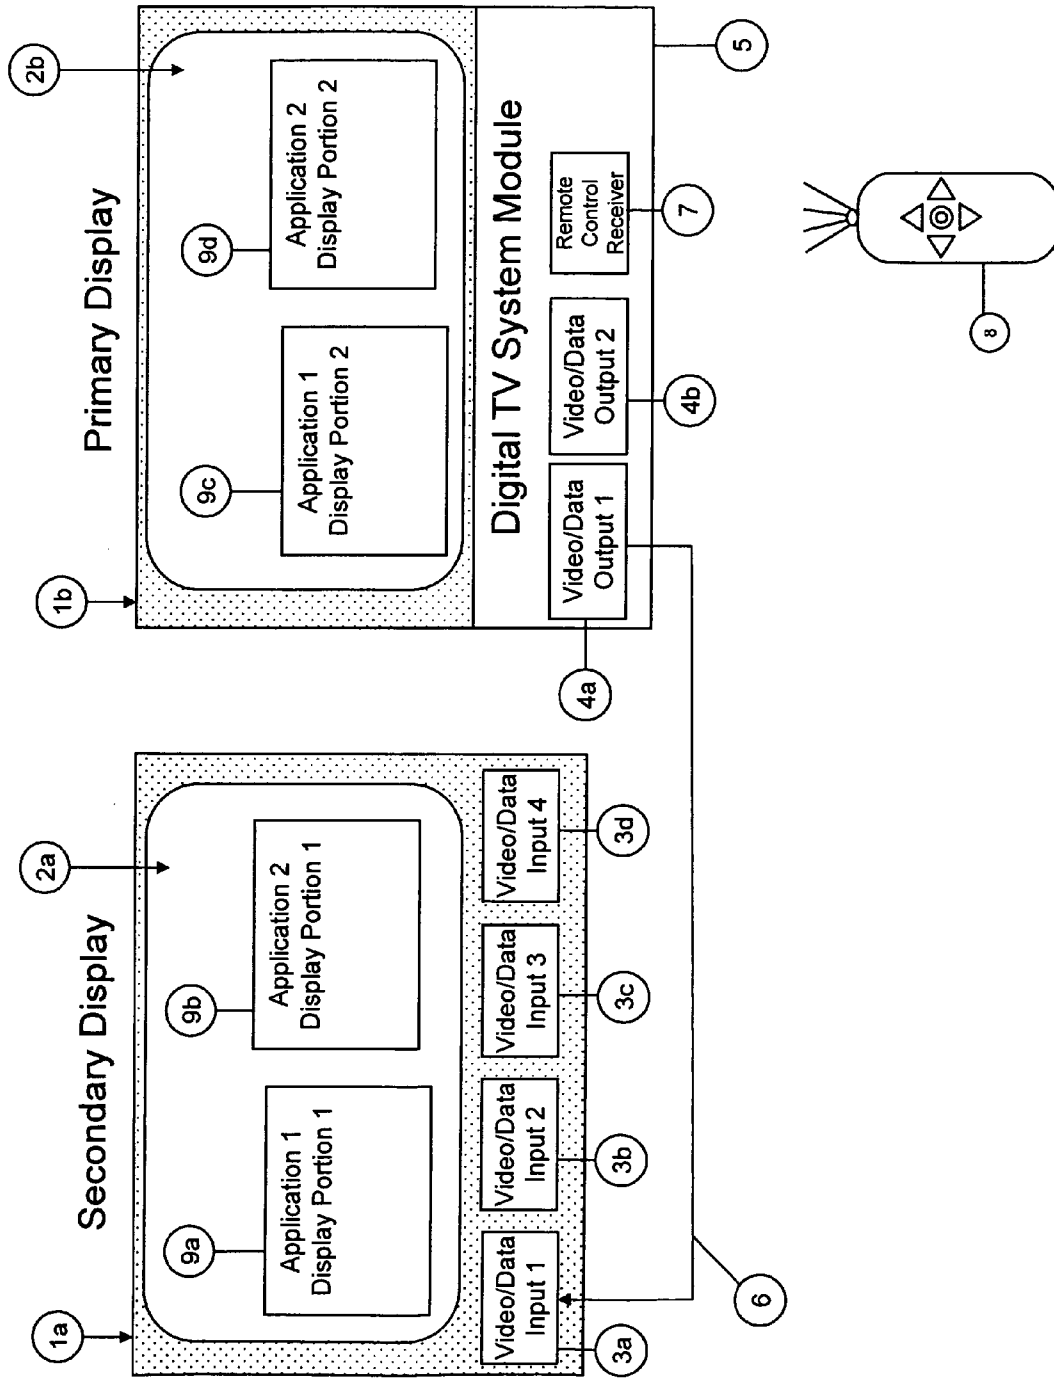 Secondary Display
Primary Display
1a
2a
1b
2b
9a
9b
9c
9d
Application 1
Display Portion 1
Application 2
Display Portion 1
Application 1
Display Portion 2
Application 2
Display Portion 2
Digital TV System Module
Video/Data
Input 1
Video/Data
Input 2
Video/Data
Input 3
Video/Data
Input 4
Video/Data
Output 1
Video/Data
Output 2
Remote
Control
Receiver
3a
3b
3c
3d
4a
4b
7
5
6
8